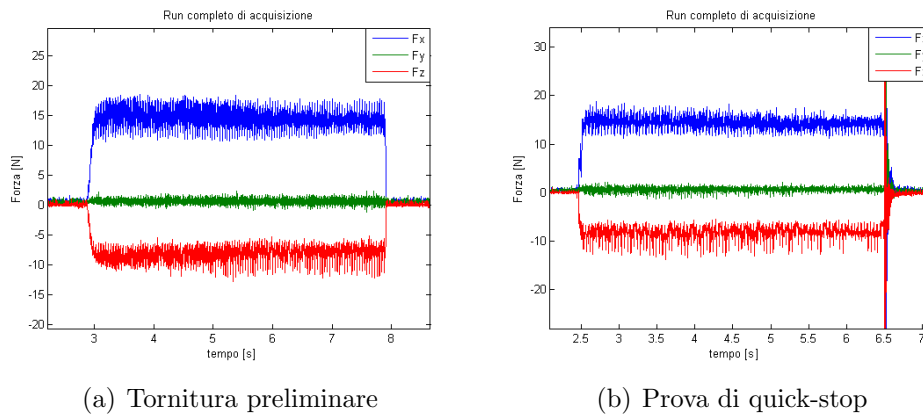 Run completo di acquisizione
Fx
Fy
Fz
25
20
15
10
5
0
-5
-10
-15
-20
Forza [N]
3
4
5
6
7
8
tempo [s]
(a) Tornitura preliminare
Run completo di acquisizione
F
F
F
30
20
10
0
-10
-20
Forza [N]
2.5
3
3.5
4
4.5
5
5.5
6
6.5
7
tempo [s]
(b) Prova di quick-stop